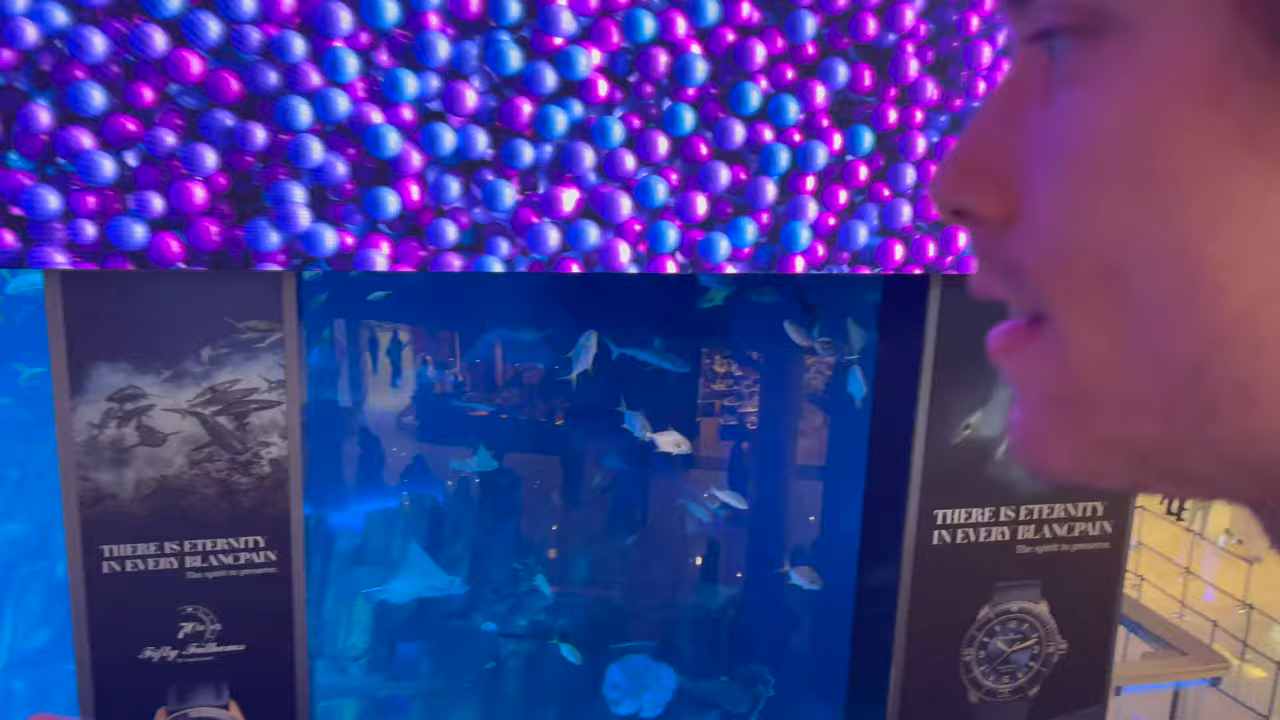 THERE IS ETERNITY
IN EVERY BLANCPAIN
The spirit to preserve.
70
Fifty Fathoms
THERE IS ETERNITY
IN EVERY BLANCPAIN
The spirit to preserve.